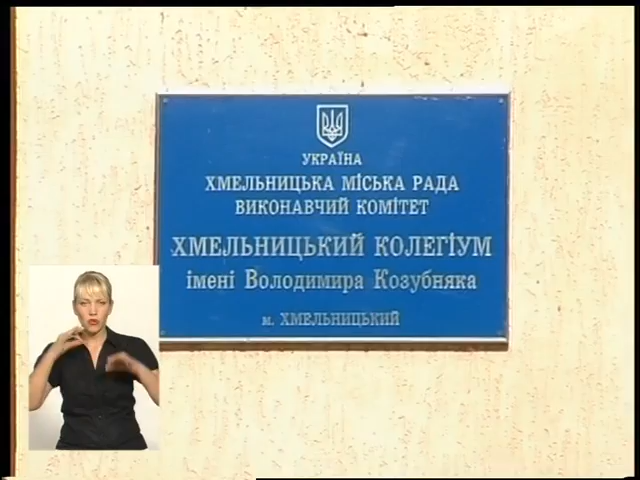 УКРАЇНА
ХМЕЛЬНИЦЬКА МІСЬКА РАДА
ВИКОНАВЧИЙ КОМІТЕТ
ХМЕЛЬНИЦЬКИЙ КОЛЕГІУМ
імені Володимира Козубняка
м. ХМЕЛЬНИЦЬКИЙ